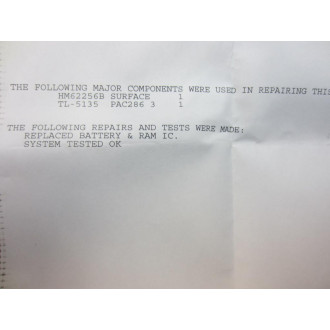 THE FOLLOWING MAJOR COMPONENTS WERE USED IN REPAIRING THIS
HM62256B SURFACE 1
TL-5135 PAC286 3 1
THE FOLLOWING REPAIRS AND TESTS WERE MADE:
REPLACED BATTERY & RAM IC.
SYSTEM TESTED OK